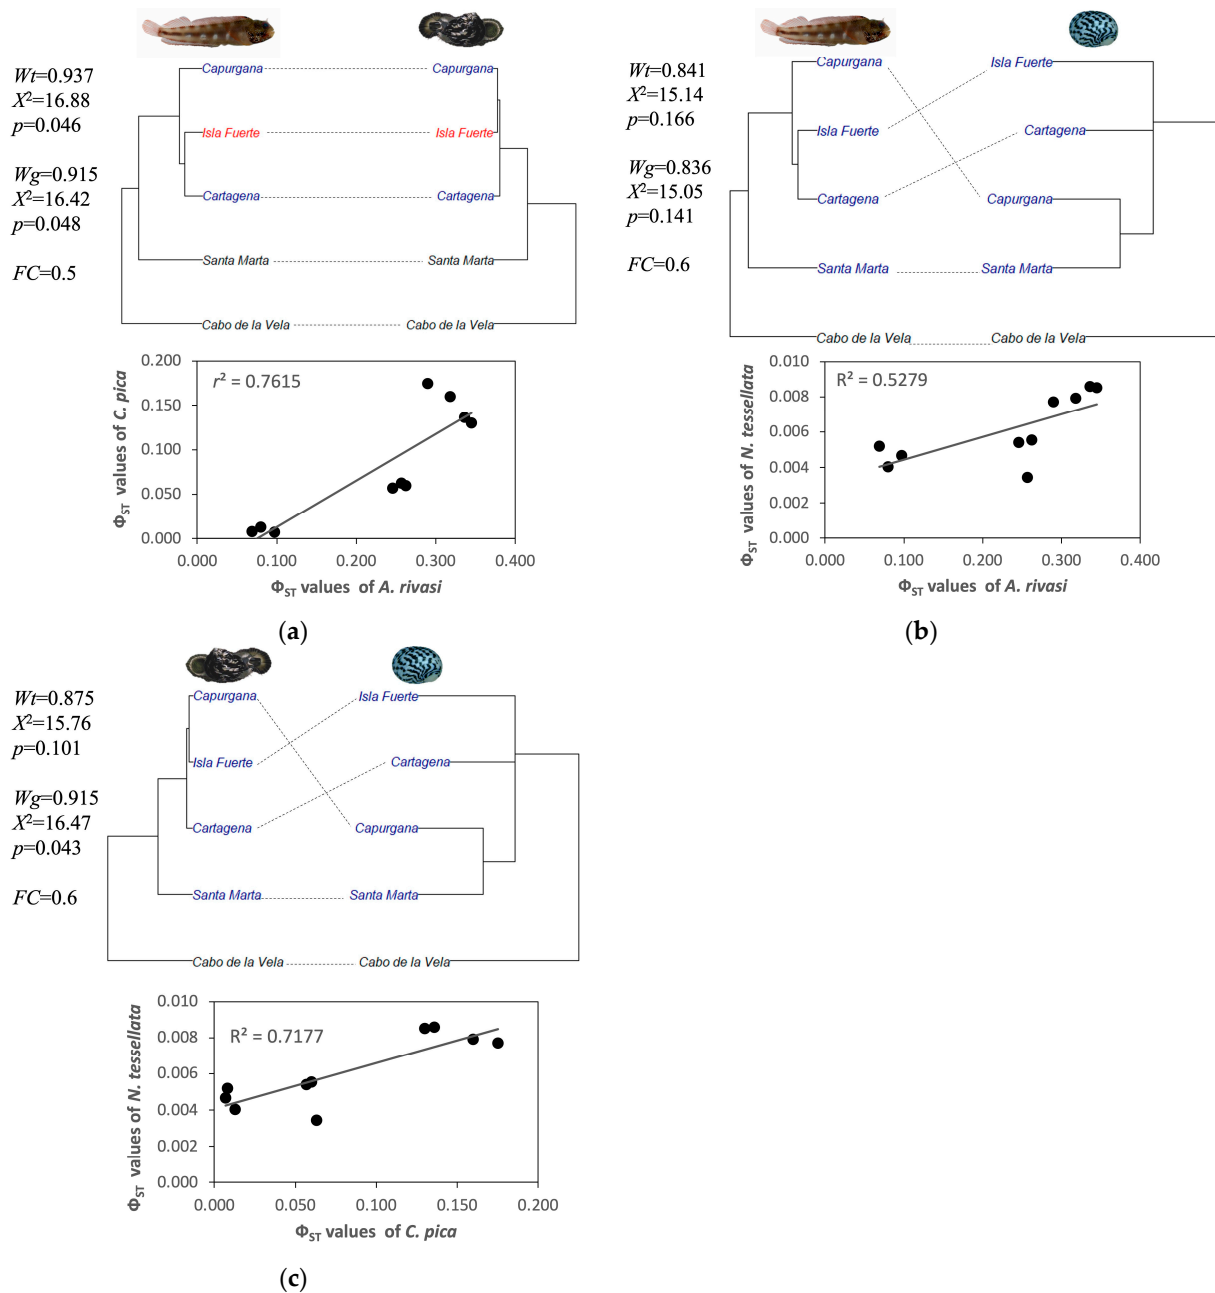 Wt=0.937
X²=16.88
p=0.046
Wg=0.915
X²=16.42
p=0.048
FC=0.5
Capurgana Capurgana
Isla Fuerte Isla Fuerte
Cartagena Cartagena
Santa Marta Santa Marta
Cabo de la Vela Cabo de la Vela
0.200
0.150
0.100
0.050
0.000
r² = 0.7615
ΦST values of C. pica
0.000 0.100 0.200 0.300 0.400
ΦST values of A. rivasi
(a)
Wt=0.841
X²=15.14
p=0.166
Wg=0.836
X²=15.05
p=0.141
FC=0.6
Capurgana Isla Fuerte
Isla Fuerte Cartagena
Cartagena Capurgana
Santa Marta Santa Marta
Cabo de la Vela Cabo de la Vela
0.010
0.008
0.006
0.004
0.002
0.000
R² = 0.5279
ΦST values of N. tessellata
0.000 0.100 0.200 0.300 0.400
ΦST values of A. rivasi
(b)
Wt=0.875
X²=15.76
p=0.101
Wg=0.915
X²=16.47
p=0.043
FC=0.6
Capurgana Isla Fuerte
Isla Fuerte Cartagena
Cartagena Capurgana
Santa Marta Santa Marta
Cabo de la Vela Cabo de la Vela
0.010
0.008
0.006
0.004
0.002
0.000
R² = 0.7177
ΦST values of N. tessellata
0.000 0.050 0.100 0.150 0.200
ΦST values of C. pica
(c)